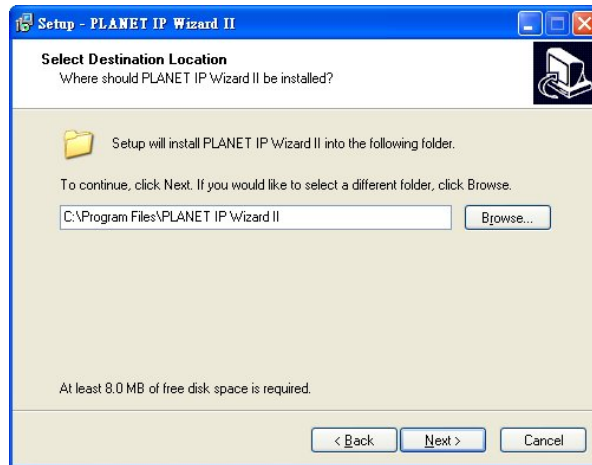 Setup - PLANET IP Wizard II
Select Destination Location
Where should PLANET IP Wizard II be installed?
Setup will install PLANET IP Wizard II into the following folder.
To continue, click Next. If you would like to select a different folder, click Browse.
C:\Program Files\PLANET IP Wizard II
Browse...
At least 8.0 MB of free disk space is required.
< Back
Next >
Cancel